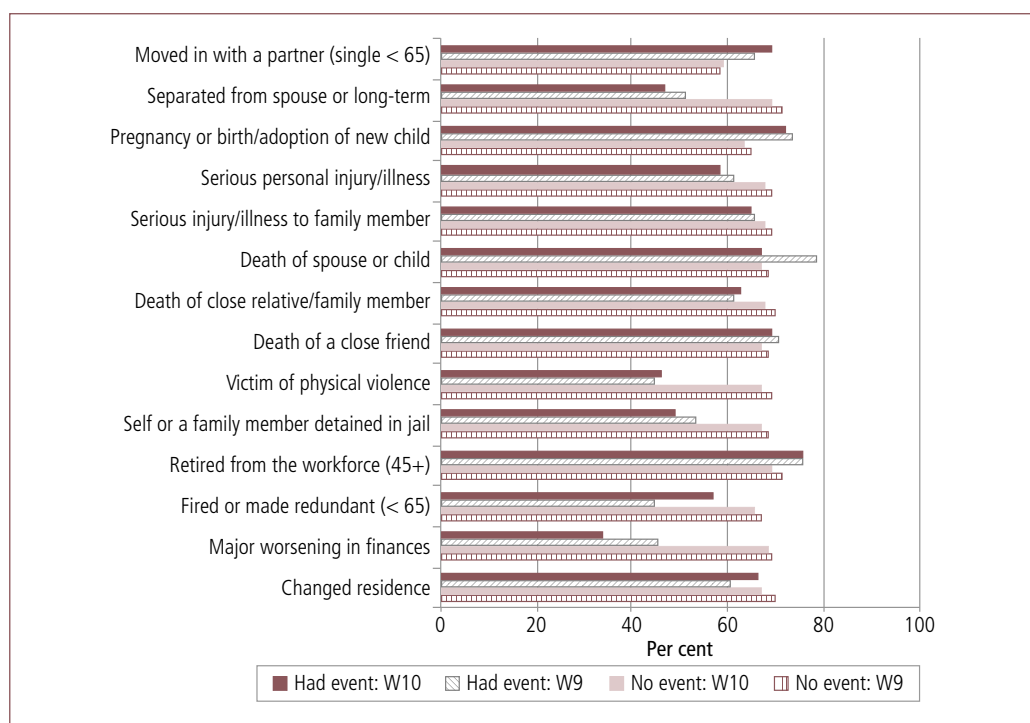 Moved in with a partner (single < 65)
Separated from spouse or long-term
Pregnancy or birth/adoption of new child
Serious personal injury/illness
Serious injury/illness to family member
Death of spouse or child
Death of close relative/family member
Death of a close friend
Victim of physical violence
Self or a family member detained in jail
Retired from the workforce (45+)
Fired or made redundant (< 65)
Major worsening in finances
Changed residence
0 20 40 60 80 100
Per cent
Had event: W10 Had event: W9 No event: W10 No event: W9